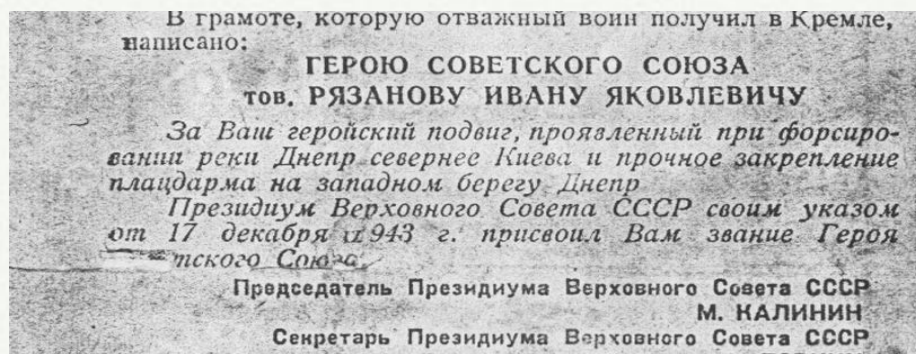 В грамоте, которую отважный воин получил в Кремле,
написано:
ГЕРОЮ СОВЕТСКОГО СОЮЗА
тов. РЯЗАНОВУ ИВАНУ ЯКОВЛЕВИЧУ
За Ваш геройский подвиг, проявленный при форсиро-
вании реки Днепр севернее Киева и прочное закрепление
плацдарма на западном берегу Днепр
Президиум Верховного Совета СССР своим указом
от 17 декабря 1943 г. присвоил Вам звание Героя
тского Союза.
Председатель Президиума Верховного Совета СССР
М. КАЛИНИН
Секретарь Президиума Верховного Совета СССР